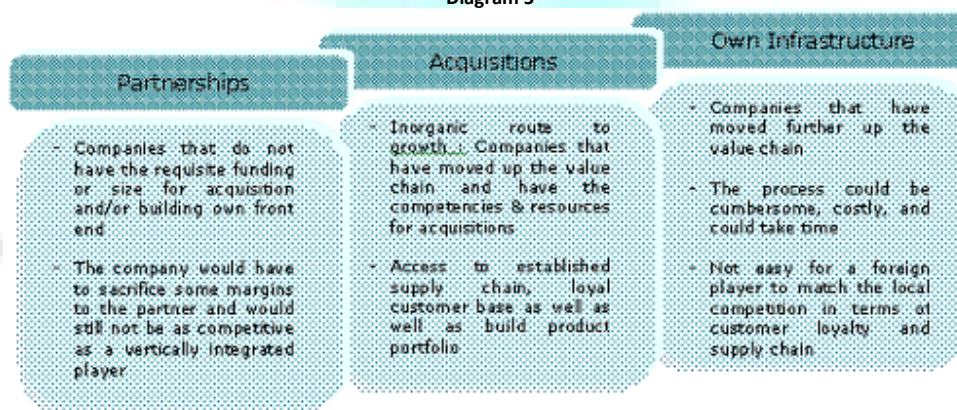 Diagram 3
Partnerships
- Companies that do not
have the requisite funding
or size for acquisition
and/or building own front
end
- The company would have
to sacrifice some margins
to the partner and would
still not be as competitive
as a vertically integrated
player
Acquisitions
- Inorganic route to
growth : Companies that
have moved up the value
chain and have the
competencies & resources
for acquisitions
- Access to established
supply chain, loyal
customer base as well as
well as build product
portfolio
Own Infrastructure
- Companies that have
moved further up the
value chain
- The process could be
cumbersome, costly, and
could take time
- Not easy for a foreign
player to match the local
competition in terms of
customer loyalty and
supply chain